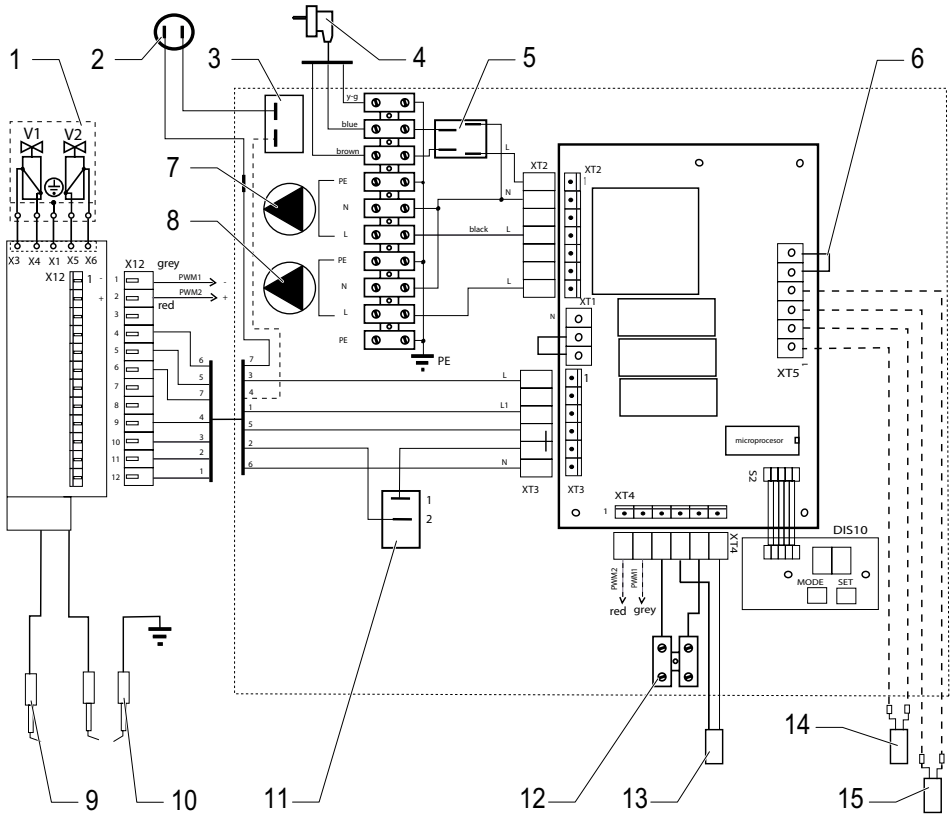 1 2 3 4 5 6
V1 V2
y-g
blue
brown
L
XT2 XT2
1
PE
N
N
7
L black L
8
PE
N
L
L
PE
PE
X3 X4 X1 X5 X6
X12 1 -
+
X12 grey
1 PWM1 -
2 PWM2 +
red
3
4
5
6
7
8
9
10
11
12
6
5
7
4
3
2
1
7
3
4
1
5
2
6
L
L1
N
XT1
N
1
XT3 XT3
XT5
1
microprocesor
S2
XT4
1
XT4
DIS10
MODE SET
PWM2 PWM1
red grey
1
2
9 10 11 12 13 14 15